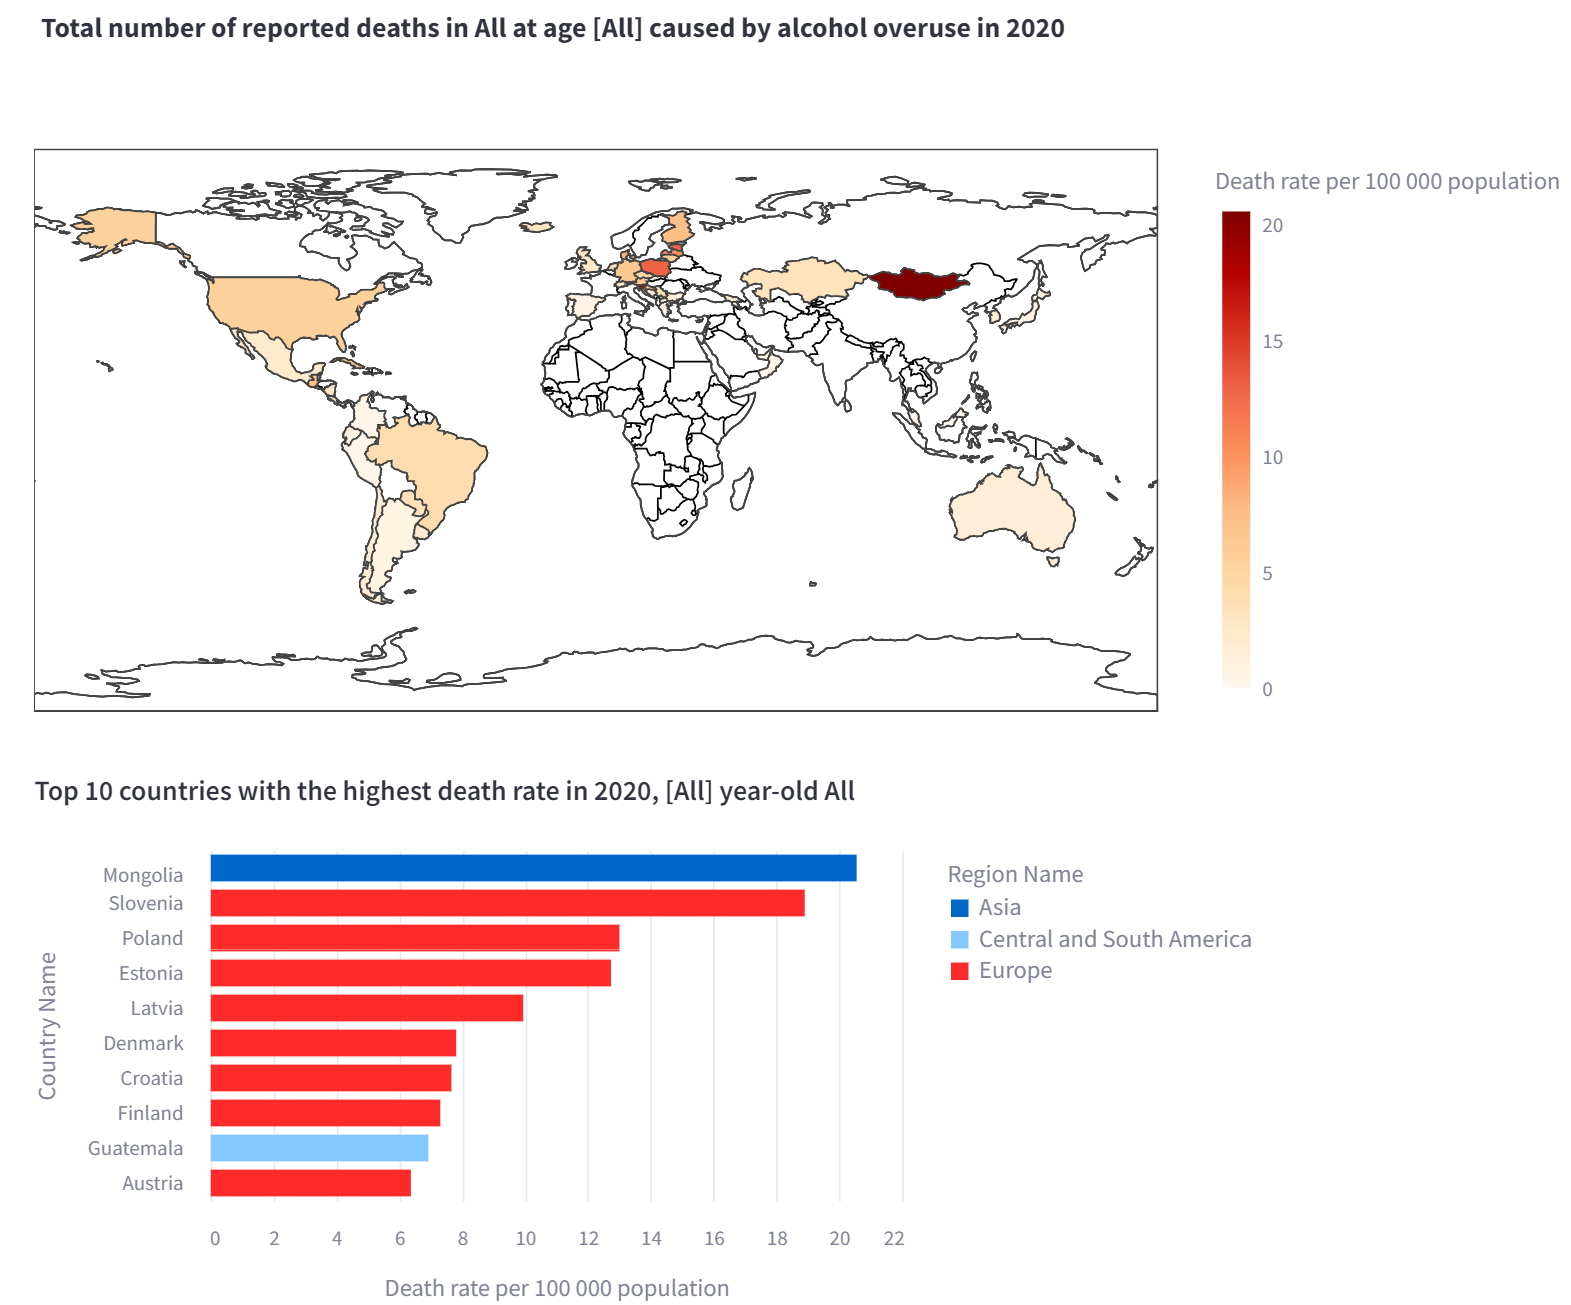 Total number of reported deaths in All at age [All] caused by alcohol overuse in 2020
Death rate per 100 000 population
20
15
10
5
0
Top 10 countries with the highest death rate in 2020, [All] year-old All
Country Name
Mongolia
Slovenia
Poland
Estonia
Latvia
Denmark
Croatia
Finland
Guatemala
Austria
0 2 4 6 8 10 12 14 16 18 20 22
Death rate per 100 000 population
Region Name
Asia
Central and South America
Europe